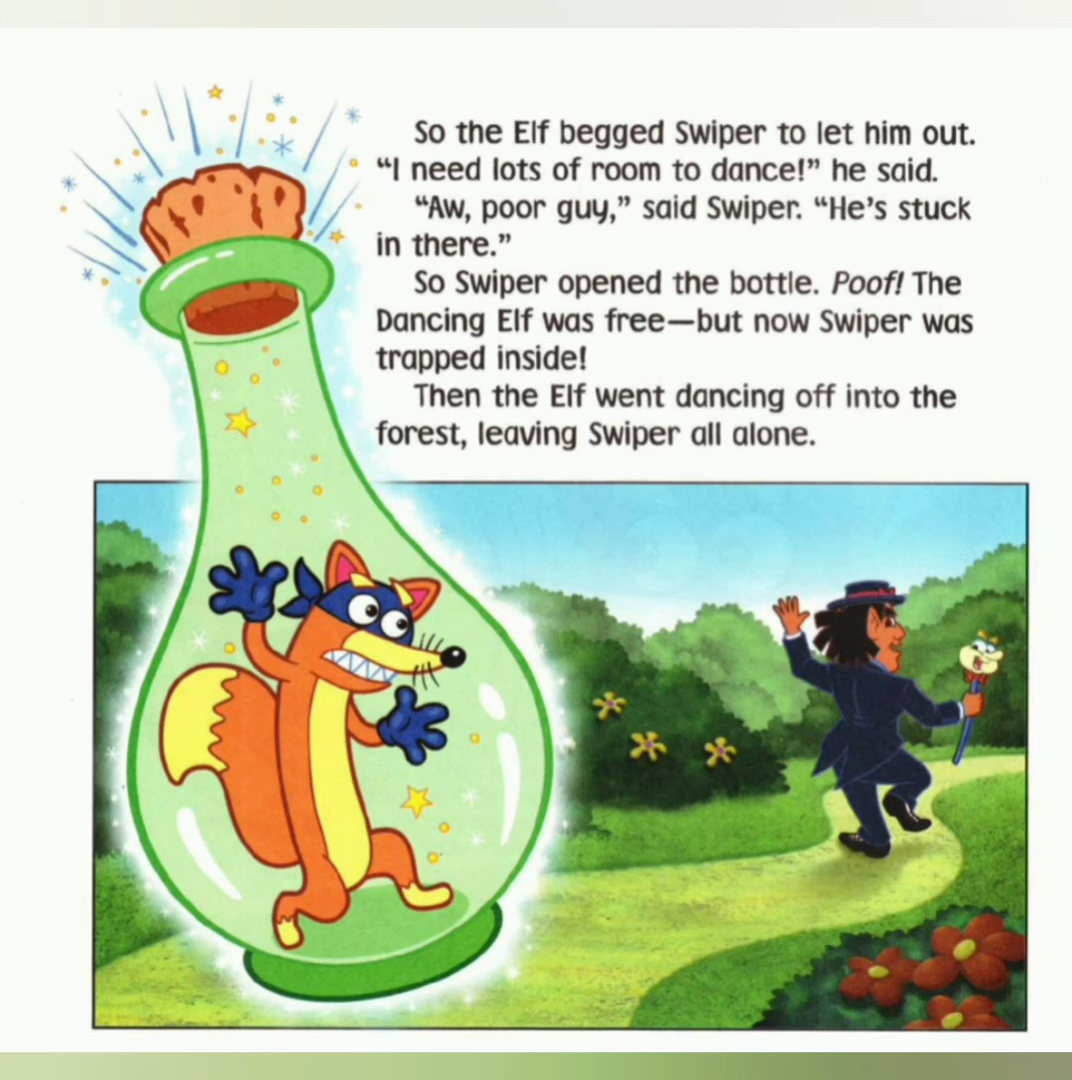 So the Elf begged Swiper to let him out.
“I need lots of room to dance!” he said.
“Aw, poor guy,” said Swiper. “He’s stuck
in there.”
So Swiper opened the bottle. Poof! The
Dancing Elf was free—but now Swiper was
trapped inside!
Then the Elf went dancing off into the
forest, leaving Swiper all alone.